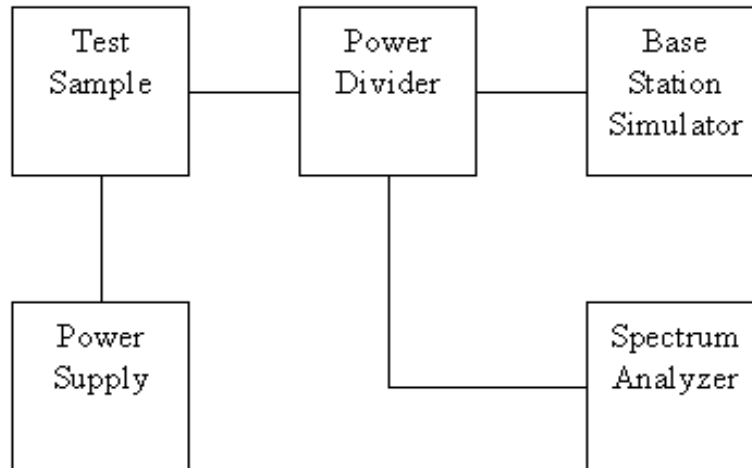 Test
Sample
Power
Divider
Base
Station
Simulator
Power
Supply
Spectrum
Analyzer